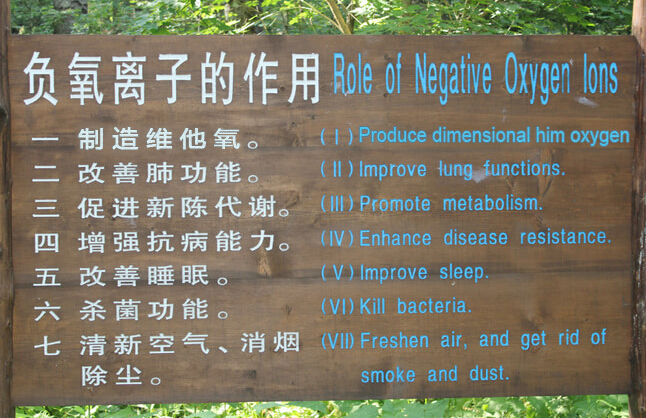 负氧离子的作用 Role of Negative Oxygen Ions
一 制造维他氧。 (I) Produce dimensional him oxygen
二 改善肺功能。 (II) Improve lung functions.
三 促进新陈代谢。 (III) Promote metabolism.
四 增强抗病能力。 (IV) Enhance disease resistance.
五 改善睡眠。 (V) Improve sleep.
六 杀菌功能。 (VI) Kill bacteria.
七 清新空气、消烟 (VII) Freshen air, and get rid of
除尘。 smoke and dust.